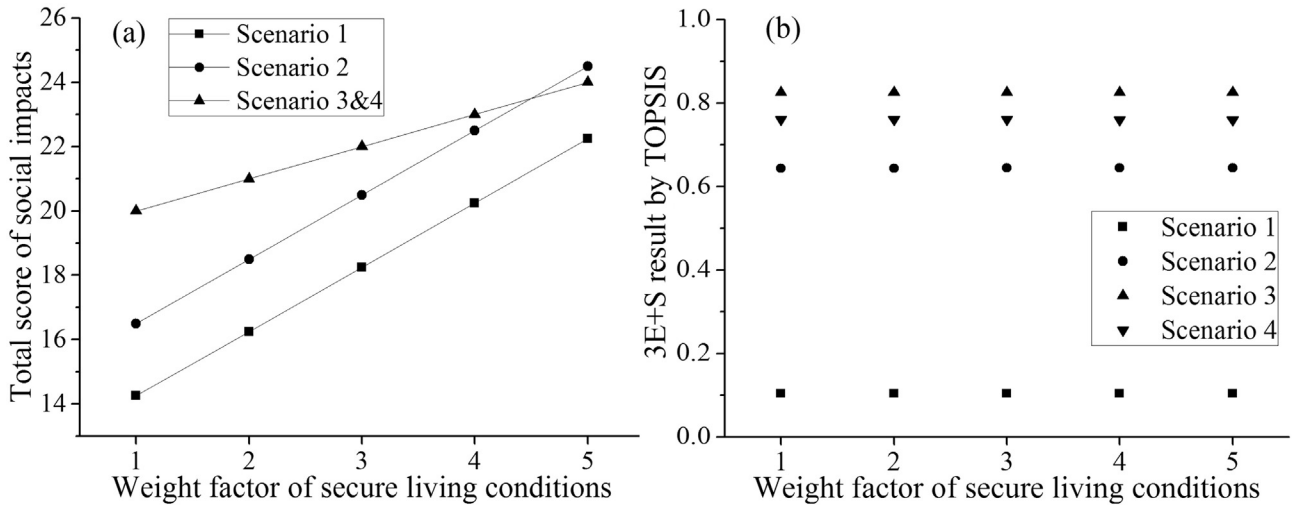 (a)
Scenario 1
Scenario 2
Scenario 3&4
Total score of social impacts
26
24
22
20
18
16
14
1 2 3 4 5
Weight factor of secure living conditions
(b)
3E+S result by TOPSIS
1.0
0.8
0.6
0.4
0.2
0.0
Scenario 1
Scenario 2
Scenario 3
Scenario 4
1 2 3 4 5
Weight factor of secure living conditions